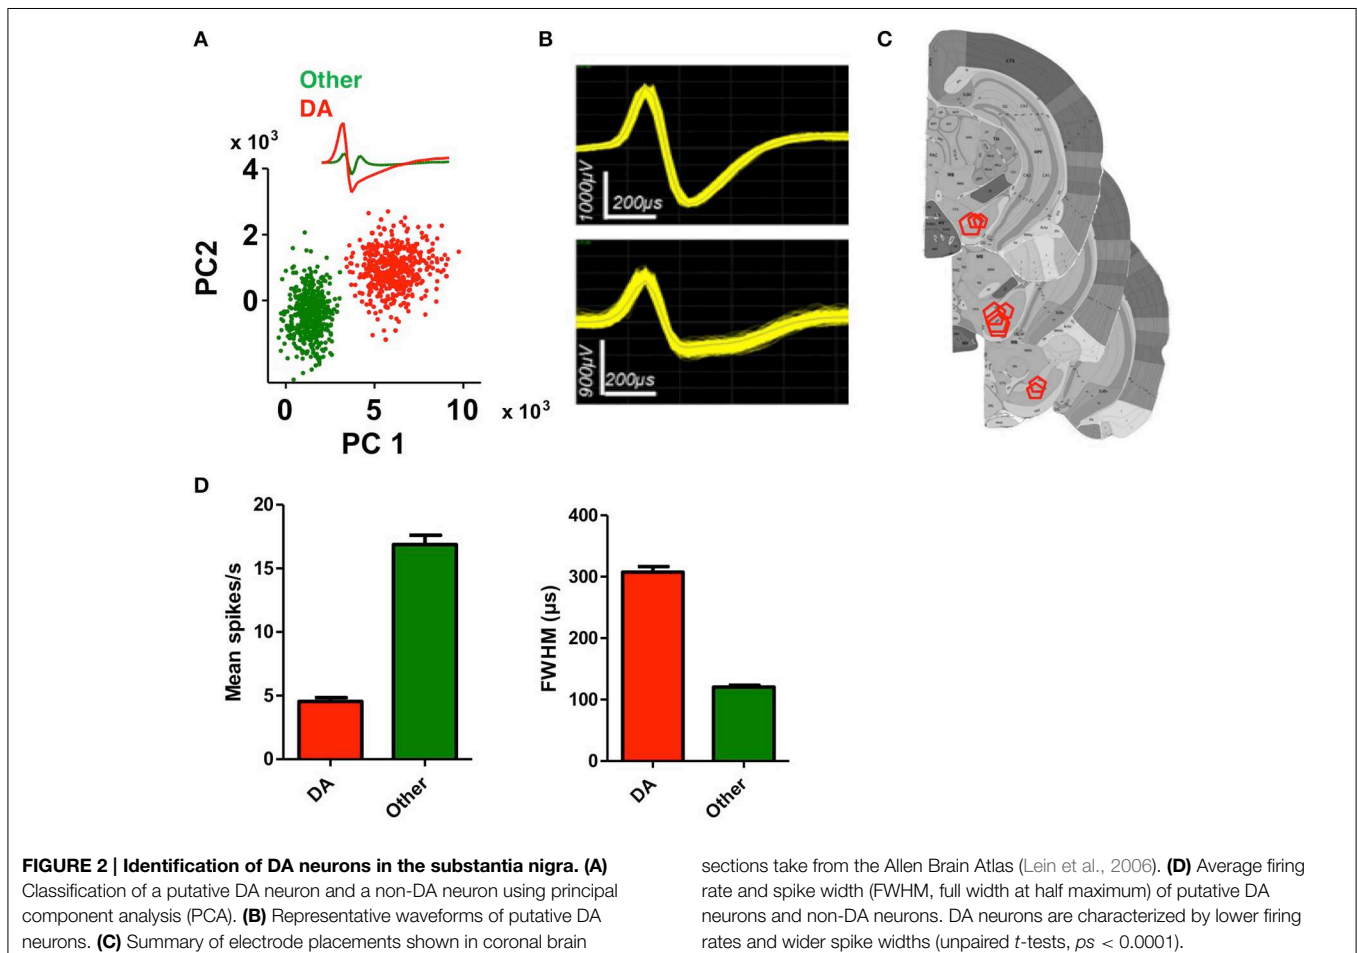 A
Other
DA
x 10³
4
2
0
PC2
0
5
10
x 10³
PC 1
B
1000µV
200µs
900µV
200µs
C
D
20
15
10
5
0
Mean spikes/s
DA
Other
400
300
200
100
0
FWHM (µs)
DA
Other
FIGURE 2 | Identification of DA neurons in the substantia nigra. (A)
Classification of a putative DA neuron and a non-DA neuron using principal
component analysis (PCA). (B) Representative waveforms of putative DA
neurons. (C) Summary of electrode placements shown in coronal brain
sections take from the Allen Brain Atlas (Lein et al., 2006). (D) Average firing
rate and spike width (FWHM, full width at half maximum) of putative DA
neurons and non-DA neurons. DA neurons are characterized by lower firing
rates and wider spike widths (unpaired t-tests, ps < 0.0001).